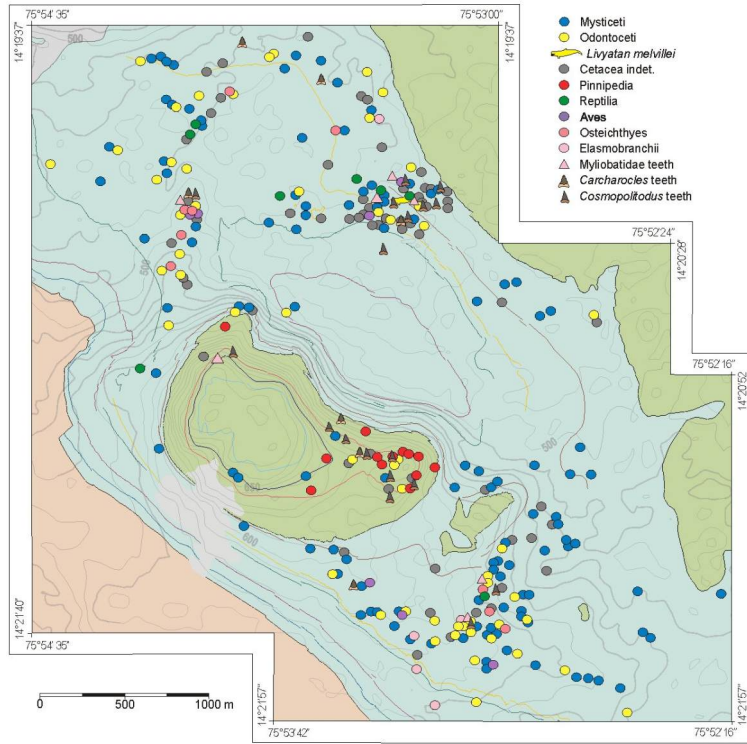 75°54'35"
75°53'00"
14°19'37"
14°19'37"
Mysticeti
Odontoceti
Livyatan melvillei
Cetacea indet.
Pinnipedia
Reptilia
Aves
Osteichthyes
Elasmobranchii
Myliobatidae teeth
Carcharocles teeth
Cosmopolitodus teeth
500
75°52'24"
14°20'28"
500
75°52'16"
14°20'52"
500
600
14°21'40"
75°54'35"
0
500
1000 m
14°21'57"
14°21'57"
75°53'42"
75°52'16"